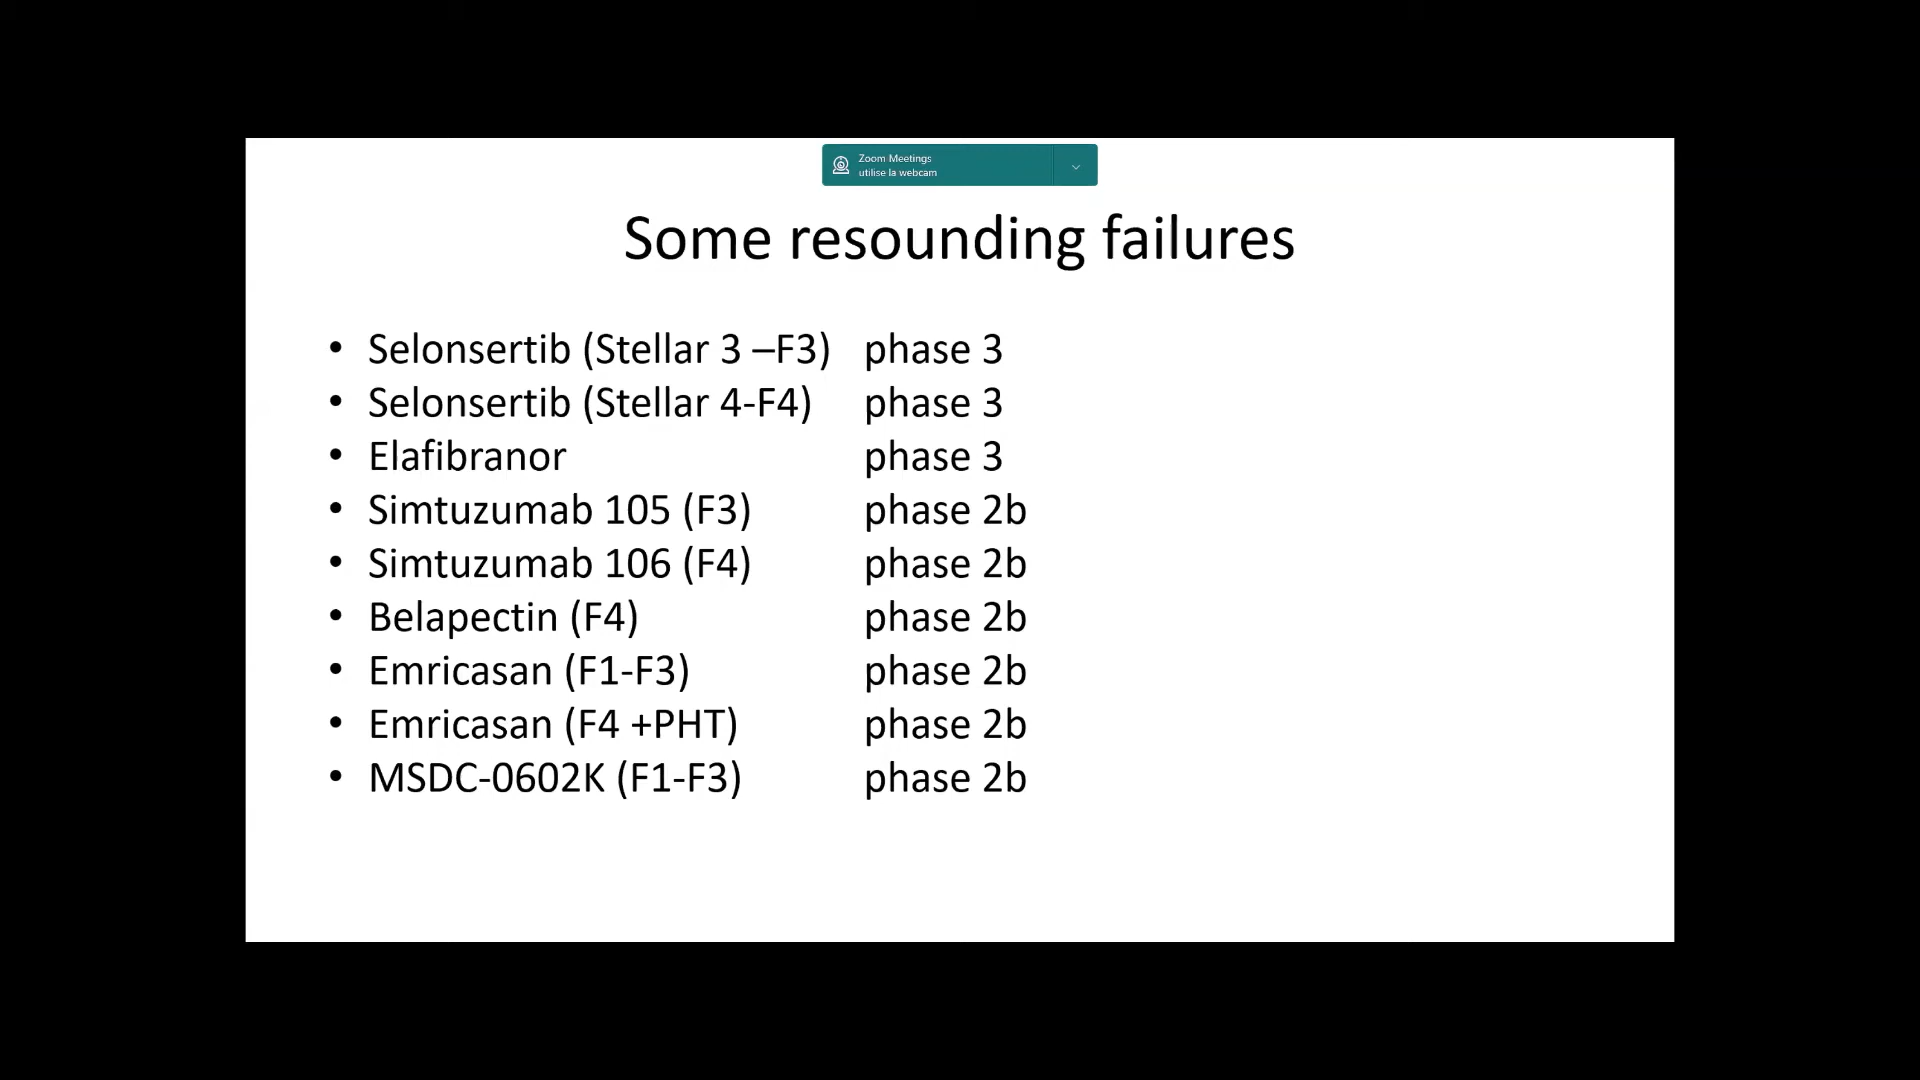 Zoom Meetings
utilise la webcam
Some resounding failures
• Selonsertib (Stellar 3 –F3) phase 3
• Selonsertib (Stellar 4-F4) phase 3
• Elafibranor phase 3
• Simtuzumab 105 (F3) phase 2b
• Simtuzumab 106 (F4) phase 2b
• Belapectin (F4) phase 2b
• Emricasan (F1-F3) phase 2b
• Emricasan (F4 +PHT) phase 2b
• MSDC-0602K (F1-F3) phase 2b